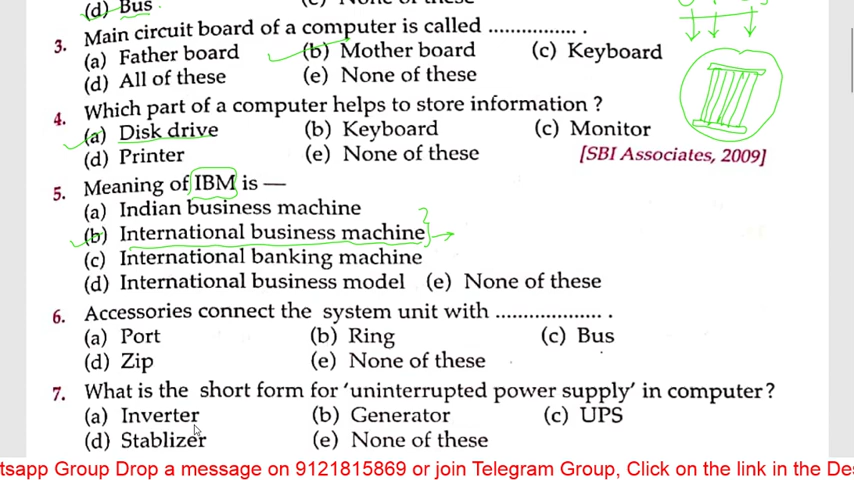 (d) Bus
3. Main circuit board of a computer is called ................ .
(a) Father board (b) Mother board (c) Keyboard
(d) All of these (e) None of these
4. Which part of a computer helps to store information ?
(a) Disk drive (b) Keyboard (c) Monitor
(d) Printer (e) None of these [SBI Associates, 2009]
5. Meaning of IBM is —
(a) Indian business machine
(b) International business machine
(c) International banking machine
(d) International business model (e) None of these
6. Accessories connect the system unit with ................... .
(a) Port (b) Ring (c) Bus
(d) Zip (e) None of these
7. What is the short form for 'uninterrupted power supply' in computer ?
(a) Inverter (b) Generator (c) UPS
(d) Stablizer (e) None of these
tsapp Group Drop a message on 9121815869 or join Telegram Group, Click on the link in the De